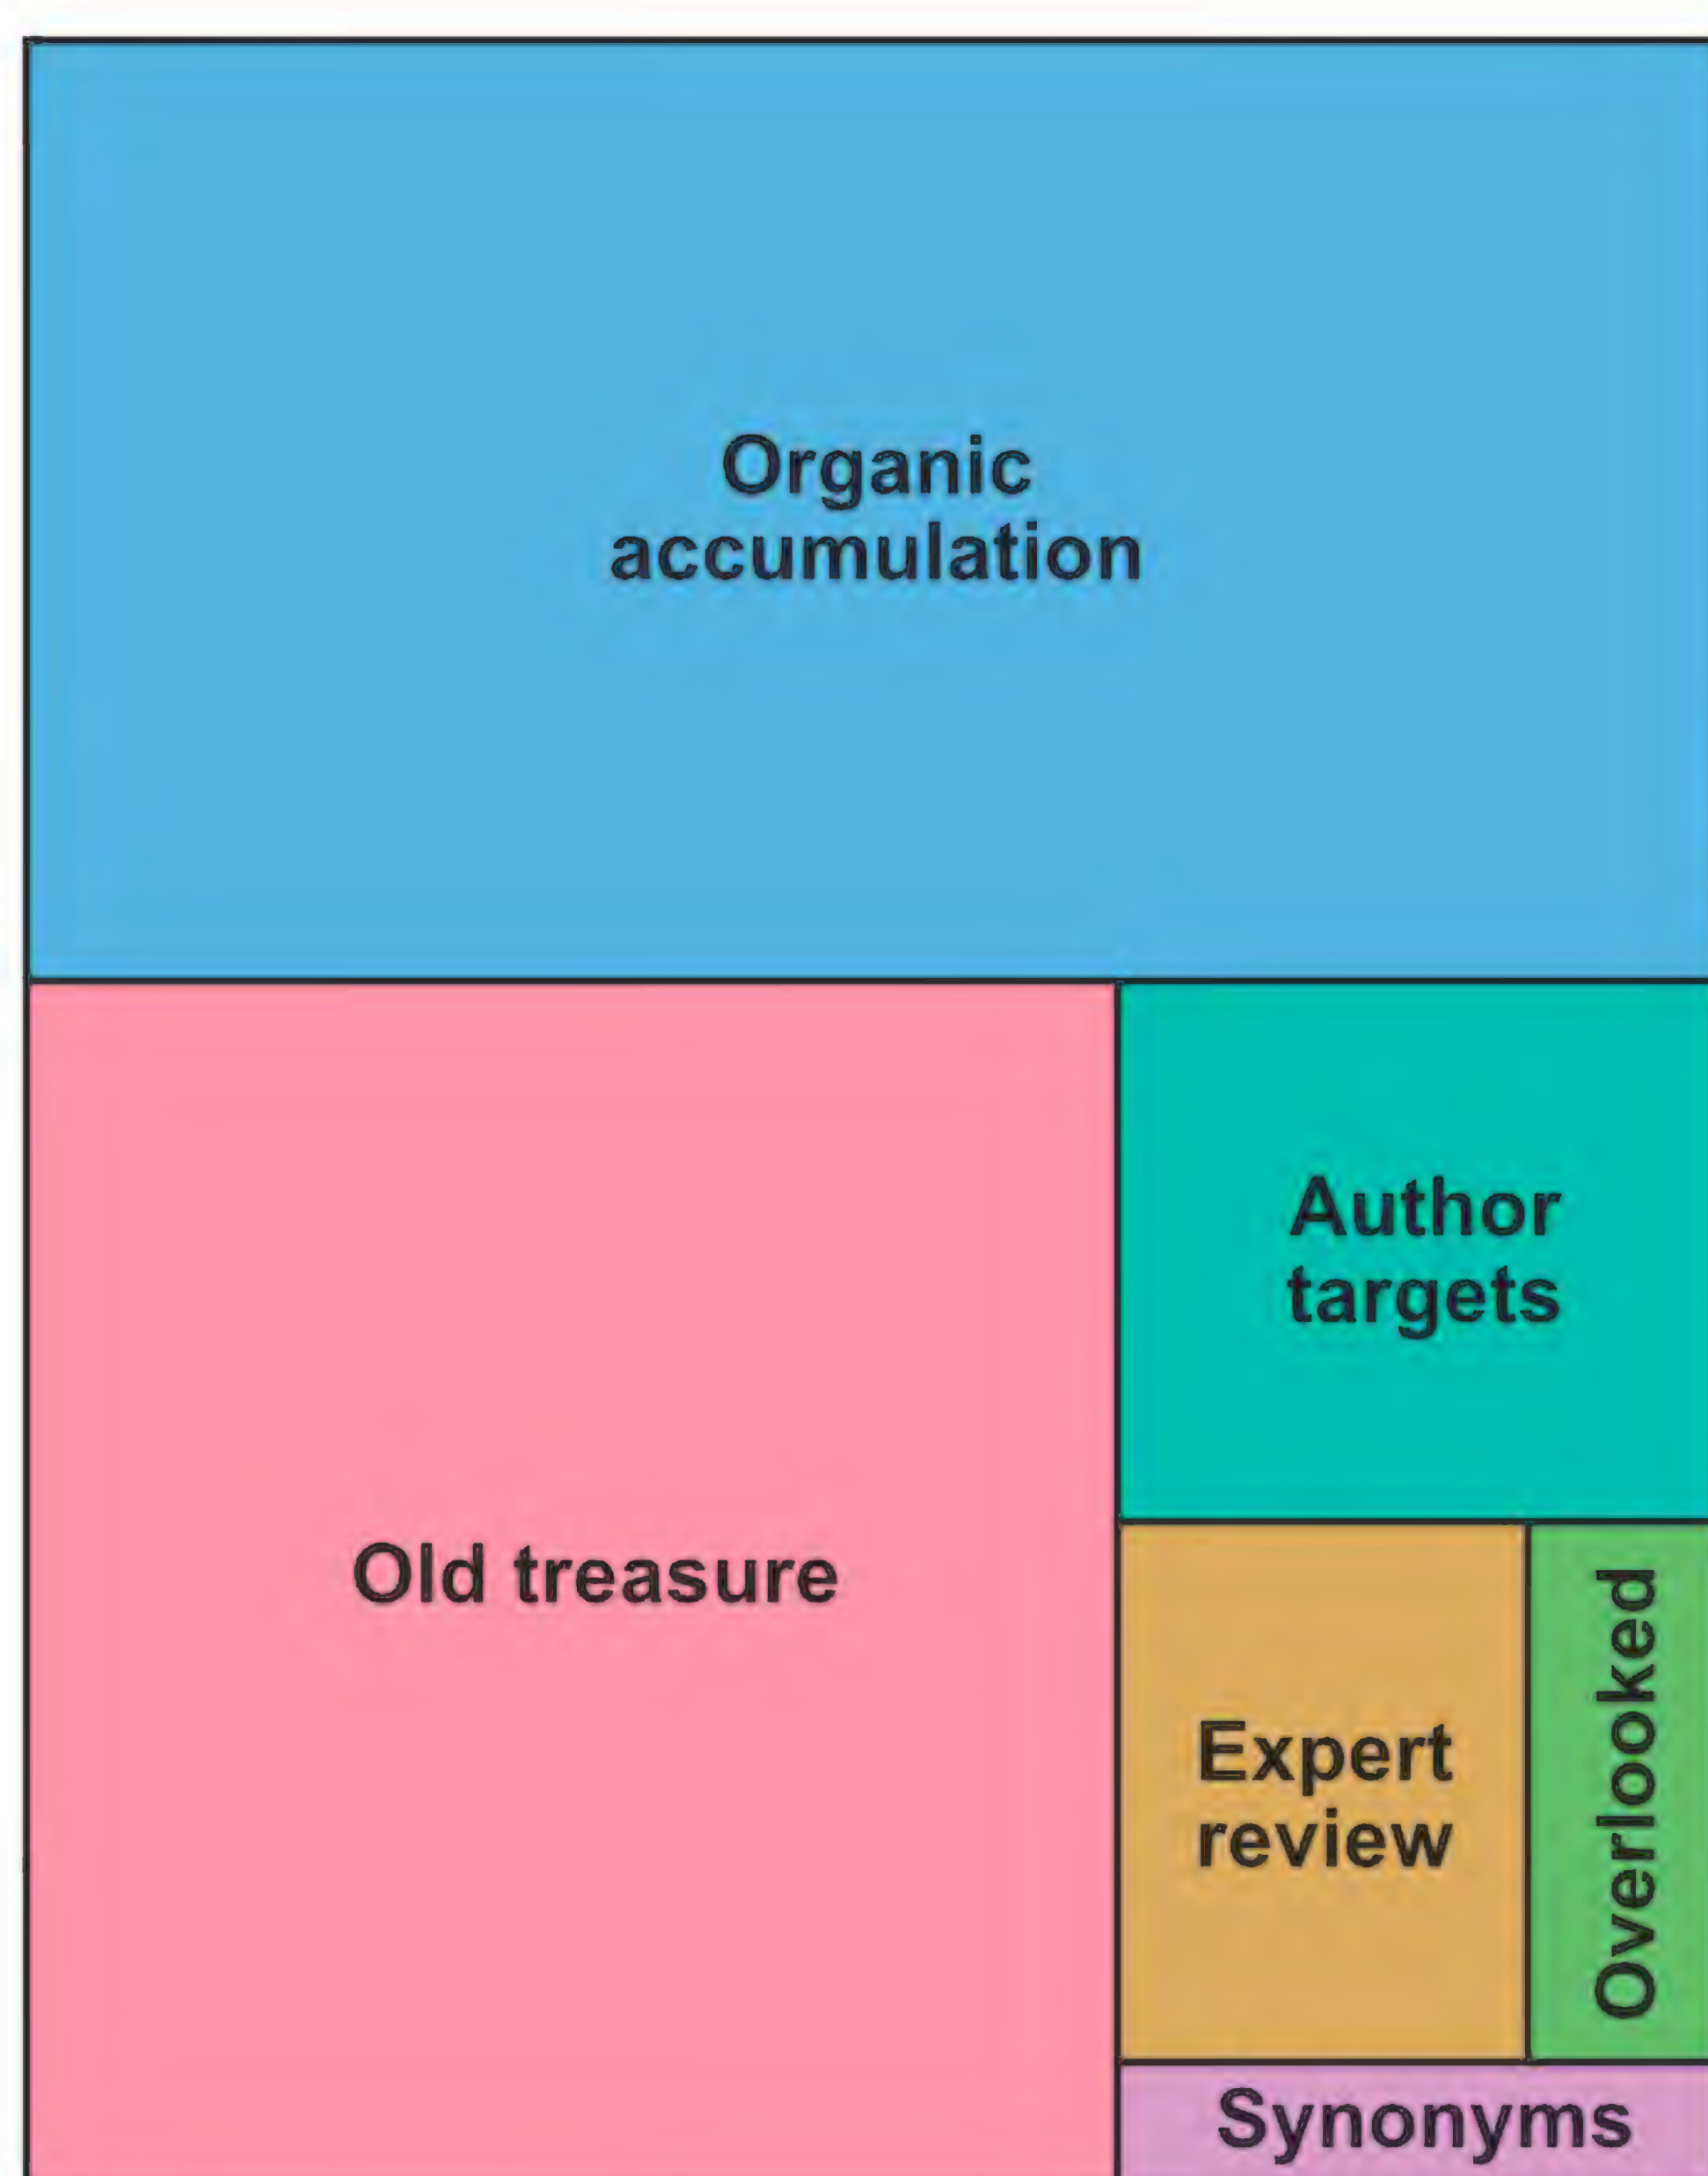 Organic
accumulation
Old treasure
Author
targets
Expert
review
Overlooked
Synonyms